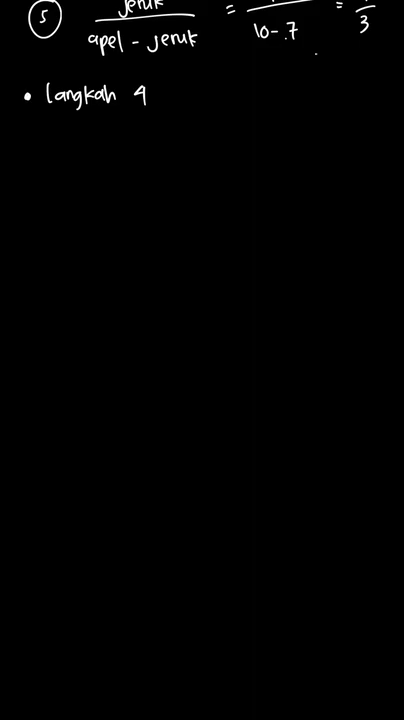 5 jeruk / apel - jeruk = / 10 - 7 = / 3
• langkah 4